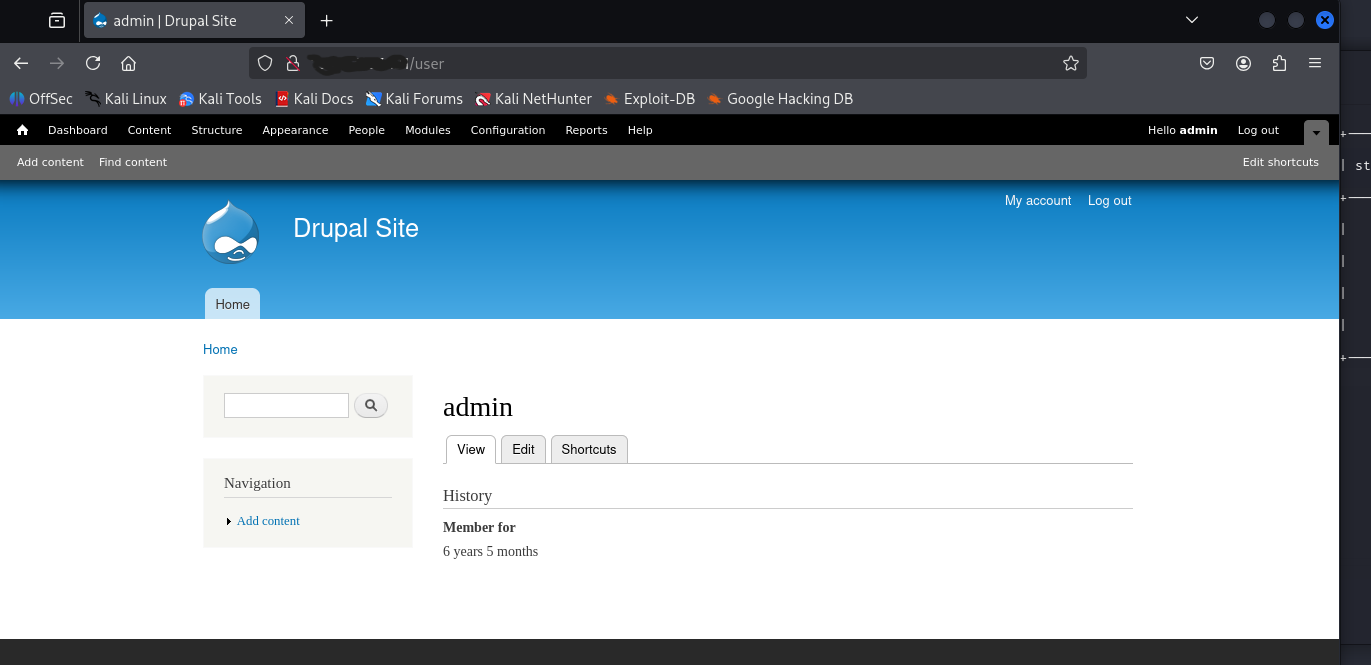 admin | Drupal Site
/user
OffSec Kali Linux Kali Tools Kali Docs Kali Forums Kali NetHunter Exploit-DB Google Hacking DB
Dashboard Content Structure Appearance People Modules Configuration Reports Help Hello admin Log out
Add content Find content Edit shortcuts
| st
My account Log out
Drupal Site
Home
Home
admin
View Edit Shortcuts
Navigation
Add content
History
Member for
6 years 5 months